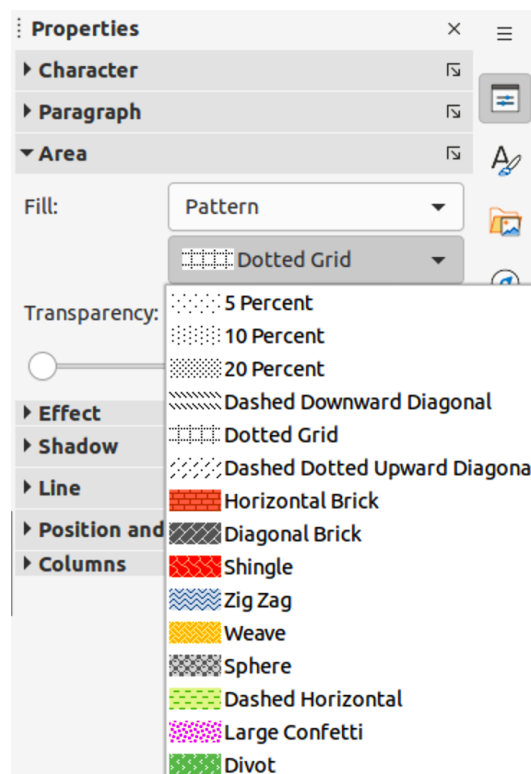 Properties
Character
Paragraph
Area
Fill:
Pattern
Dotted Grid
Transparency:
5 Percent
10 Percent
20 Percent
Dashed Downward Diagonal
Dotted Grid
Dashed Dotted Upward Diagona
Effect
Shadow
Line
Position and
Columns
Horizontal Brick
Diagonal Brick
Shingle
Zig Zag
Weave
Sphere
Dashed Horizontal
Large Confetti
Divot